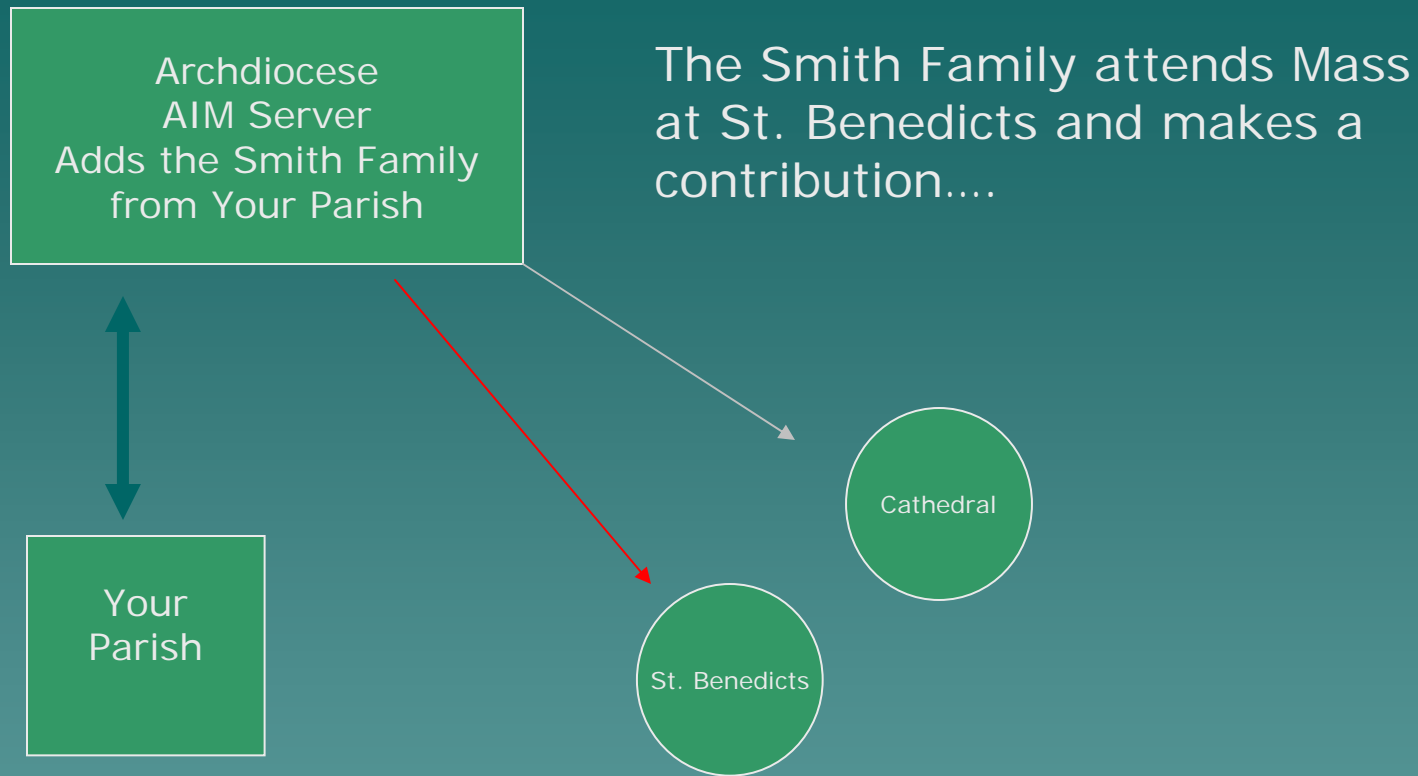 Archdiocese
AIM Server
Adds the Smith Family
from Your Parish
The Smith Family attends Mass
at St. Benedicts and makes a
contribution....
Cathedral
Your
Parish
St. Benedicts